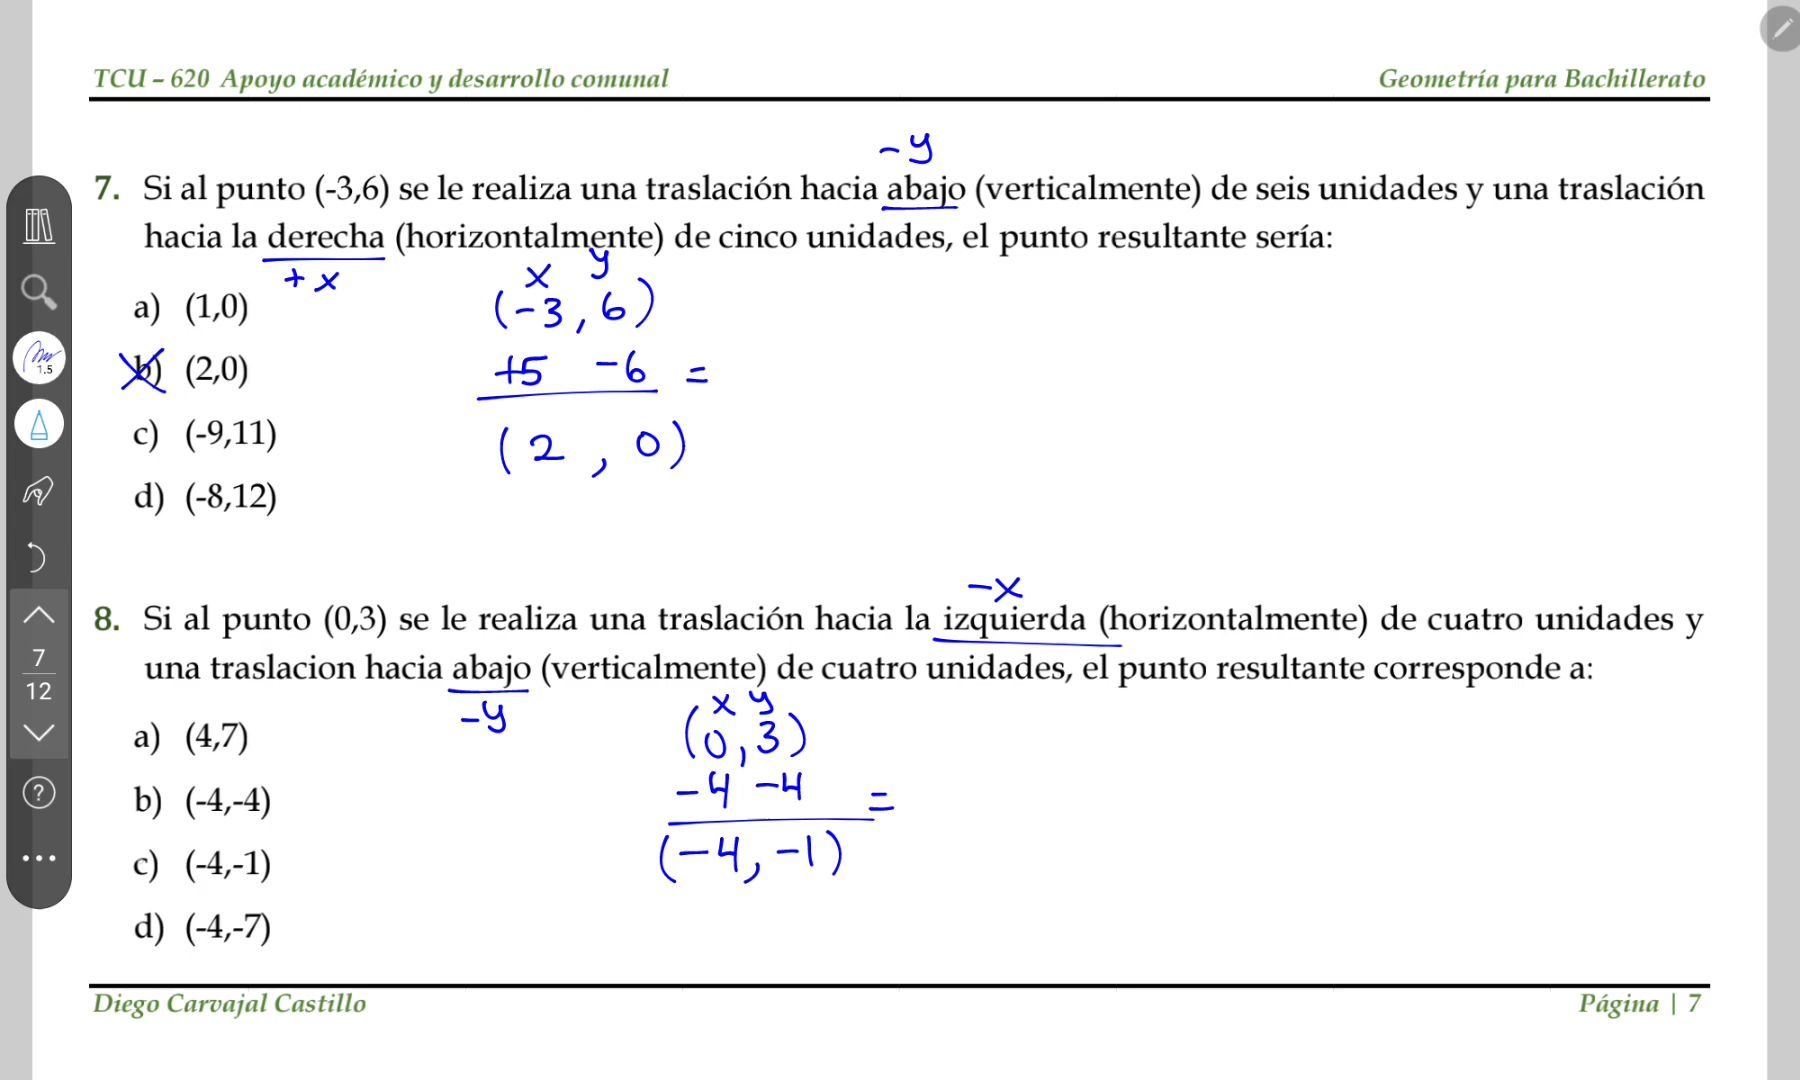 TCU – 620 Apoyo académico y desarrollo comunal
Geometría para Bachillerato
-y
7. Si al punto (-3,6) se le realiza una traslación hacia abajo (verticalmente) de seis unidades y una traslación
hacia la derecha (horizontalmente) de cinco unidades, el punto resultante sería:
+ x
x y
a) (1,0)
(-3, 6)
b) (2,0)
+5 -6 =
c) (-9,11)
(2, 0)
d) (-8,12)
-x
8. Si al punto (0,3) se le realiza una traslación hacia la izquierda (horizontalmente) de cuatro unidades y
una traslacion hacia abajo (verticalmente) de cuatro unidades, el punto resultante corresponde a:
-y
x y
a) (4,7)
(0, 3)
b) (-4,-4)
-4 -4 =
c) (-4,-1)
(-4, -1)
d) (-4,-7)
Diego Carvajal Castillo
Página | 7
1.5
7
12
?